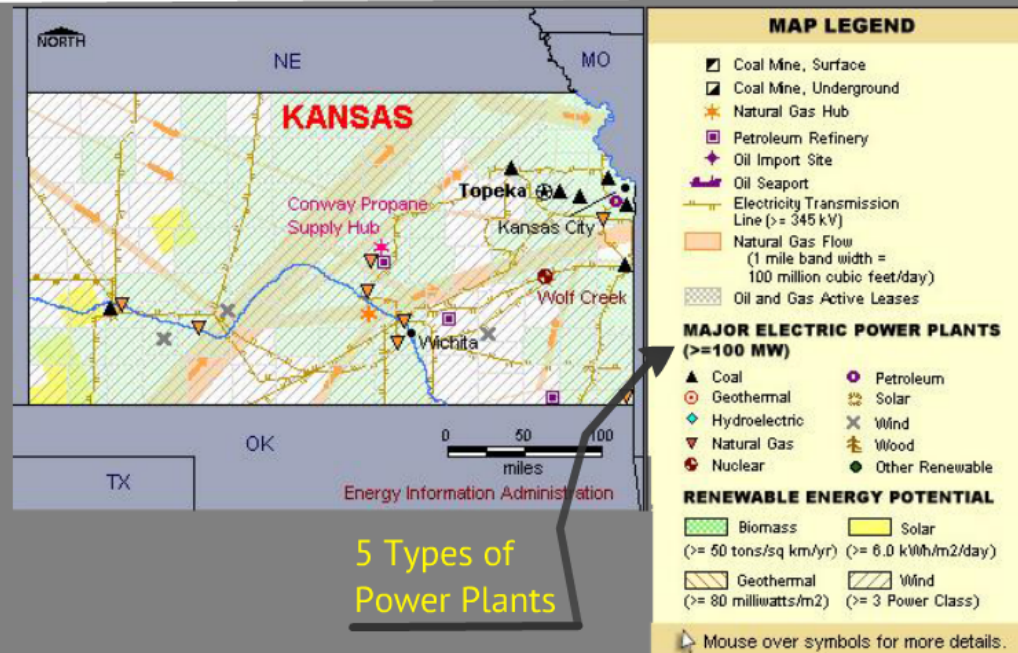 NORTH
NE
MO
KANSAS
Topeka
Conway Propane
Supply Hub
Kansas City
Wolf Creek
Wichita
OK
TX
0 50 100
miles
Energy Information Administration
5 Types of
Power Plants
MAP LEGEND
Coal Mine, Surface
Coal Mine, Underground
Natural Gas Hub
Petroleum Refinery
Oil Import Site
Oil Seaport
Electricity Transmission
Line (>= 345 kV)
Natural Gas Flow
(1 mile band width =
100 million cubic feet/day)
Oil and Gas Active Leases
MAJOR ELECTRIC POWER PLANTS
(>=100 MW)
Coal
Geothermal
Hydroelectric
Natural Gas
Nuclear
Petroleum
Solar
Wind
Wood
Other Renewable
RENEWABLE ENERGY POTENTIAL
Biomass
(>= 50 tons/sq km/yr)
Solar
(>= 6.0 kWh/m2/day)
Geothermal
(>= 80 milliwatts/m2)
Wind
(>= 3 Power Class)
Mouse over symbols for more details.